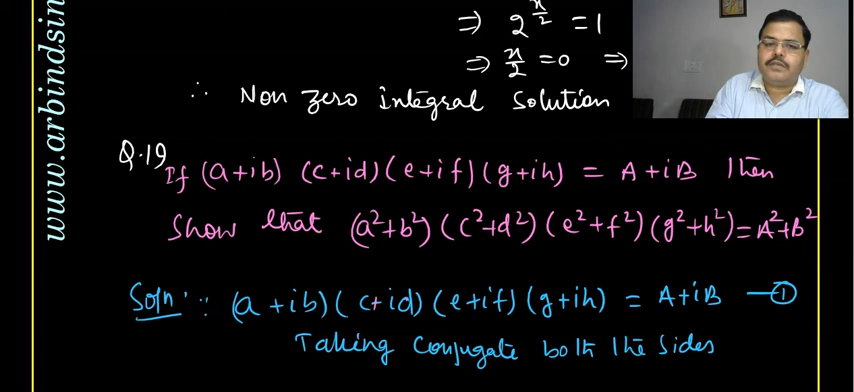 www.arbindsin
⇒ 2^(x/2) = 1
⇒ x/2 = 0 ⇒
∴ Non Zero Integral Solution
Q.19
If (a+ib) (c+id) (e+if) (g+ih) = A+iB Then
Show that (a²+b²) (c²+d²) (e²+f²) (g²+h²) = A²+B²
Soln: ∵ (a+ib) (c+id) (e+if) (g+ih) = A+iB —①
Taking Conjugate both the sides